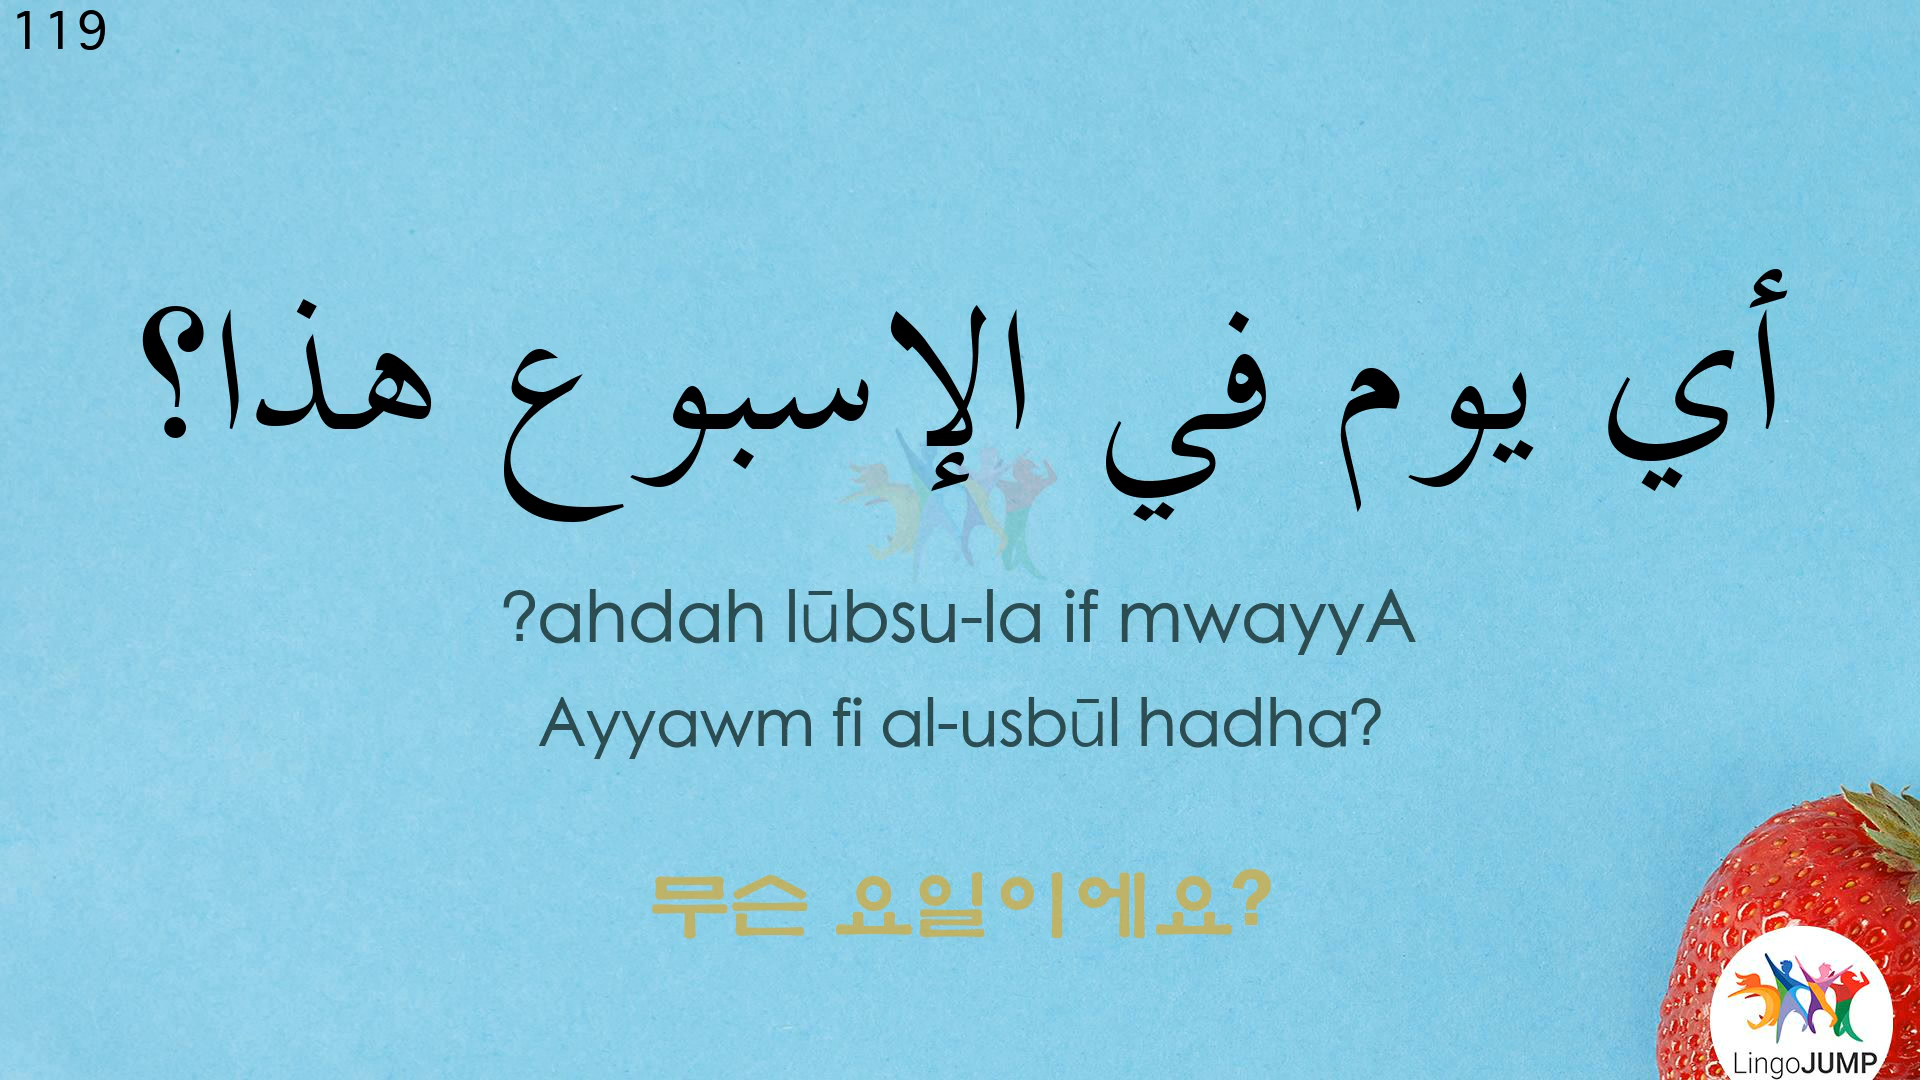 119
أي يوم في الإسبوع هذا؟
?ahdah lūbsu-la if mwayyA
Ayyawm fi al-usbūl hadha?
무슨 요일이에요?
LingoJUMP